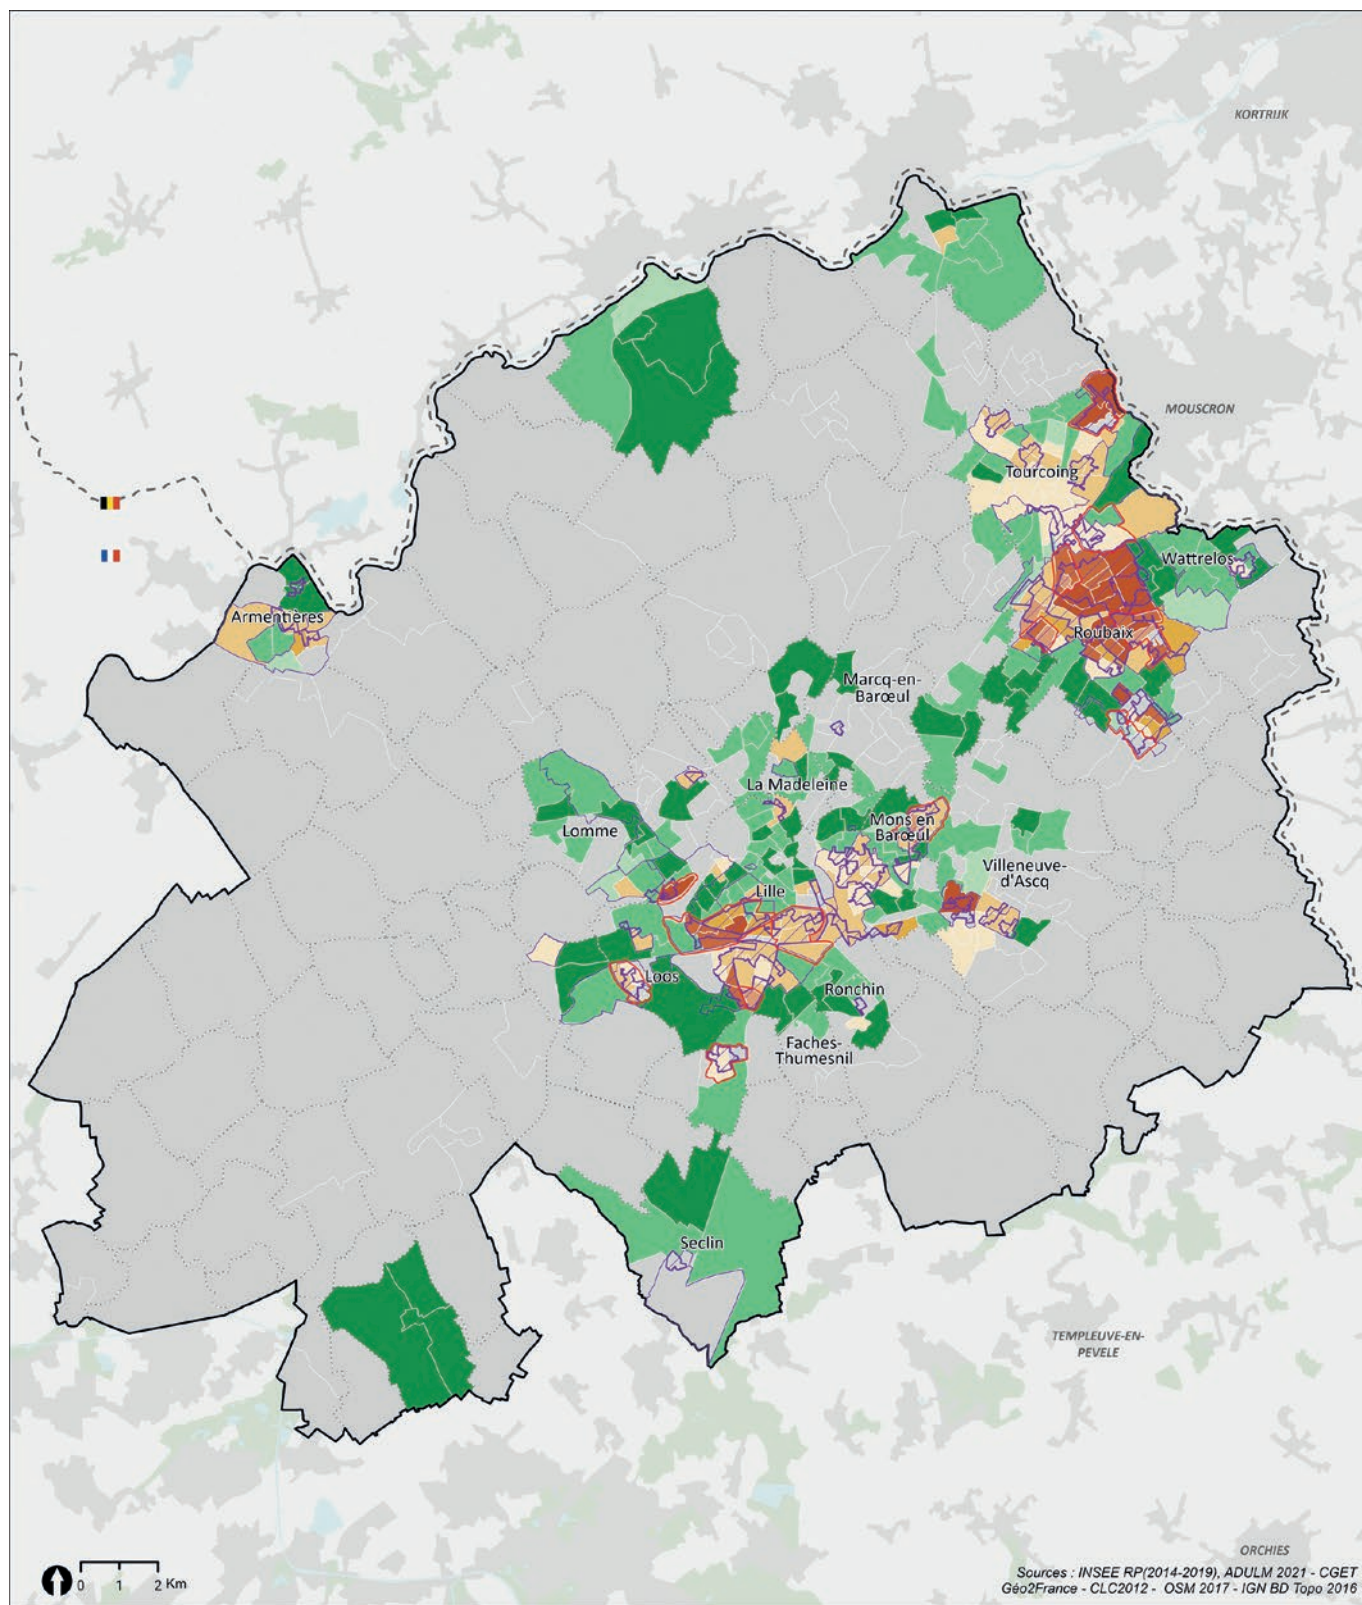 KORTRIJK
MOUSCRON
Tourcoing
Wattrelos
Armentières
Roubaix
Marcq-en-
Barœul
La Madeleine
Lomme
Mons en
Barœul
Villeneuve-
d'Ascq
Lille
Loos
Ronchin
Faches-
Thumesnil
Seclin
TEMPLEUVE-EN-
PEVELE
ORCHIES
0 1 2 Km
Sources : INSEE RP(2014-2019), ADULM 2021 - CGET
Géo2France - CLC2012 - OSM 2017 - IGN BD Topo 2016